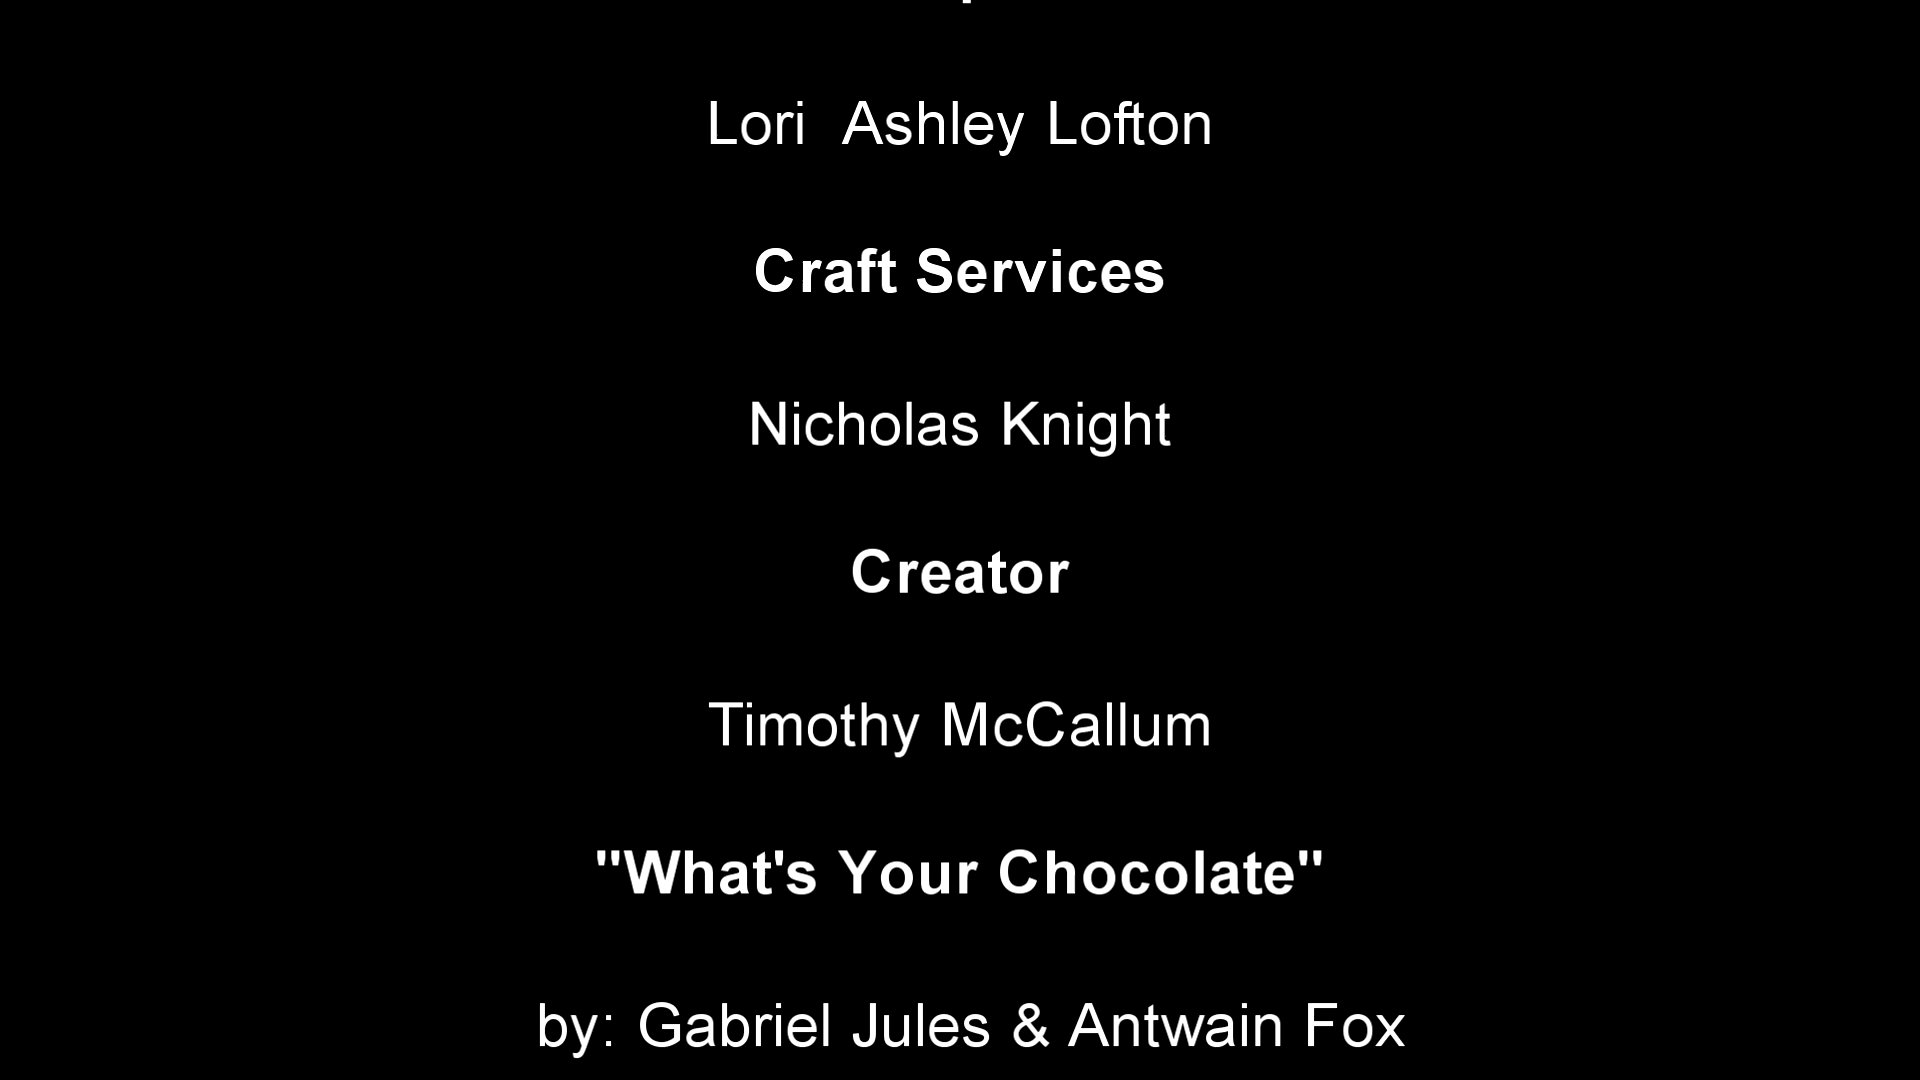 Lori  Ashley Lofton
Craft Services
Nicholas Knight
Creator
Timothy McCallum
"What's Your Chocolate"
by: Gabriel Jules & Antwain Fox